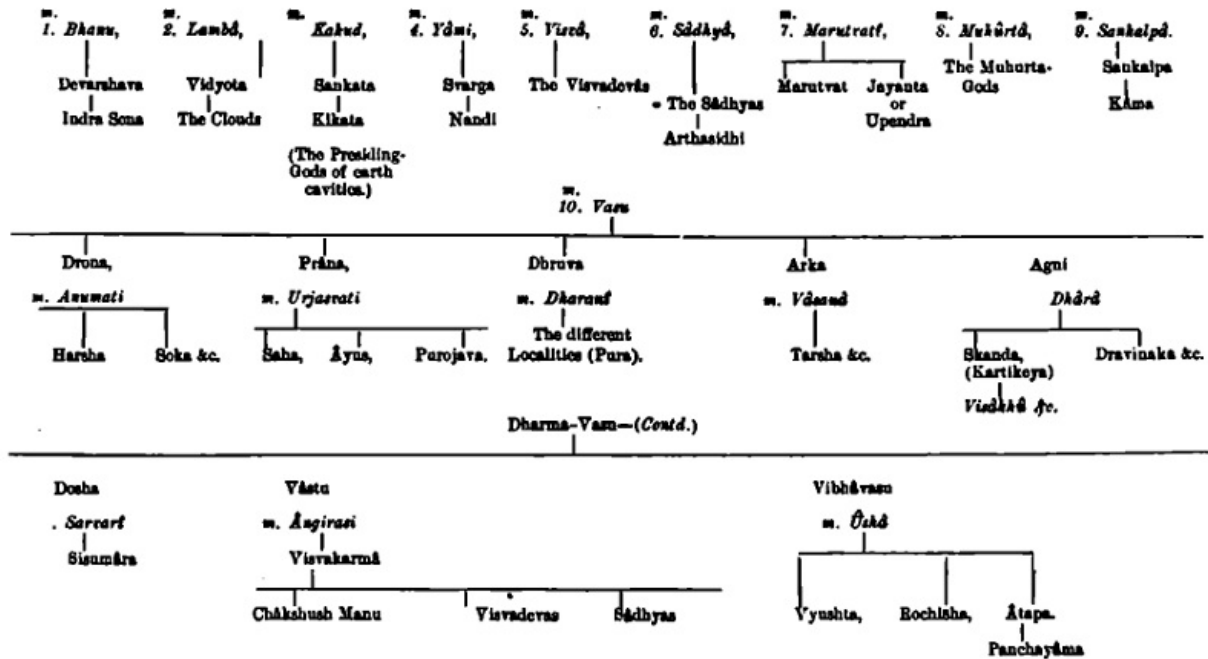 m. m. m. m. m. m. m. m. m.
1. Bhanu, 2. Lambâ, Kakud, 4. Yâmi, 5. Visvâ, 6. Sâdhyâ, 7. Marutvatî, 8. Muhûrtâ, 9. Sankalpâ.
Devarshava Vidyota Sankata Svarga The Visvadevâs The Sâdhyas Marutvat Jayanta or Upendra The Muhurta-Gods Sankalpa
Indra Sena The Clouds Kikata Nandi Arthasidhi Kâma
(The Presiding-
Gods of earth
cavities.)
m.
10. Vasu
Drona, Prâna, Dhruva Arka Agni
m. Anumati m. Urjasvati m. Dharanî m. Vâsanâ Dhârâ
Harsha Soka &c. Saha, Âyus, Purojava. The different Localities (Pura). Tarsha &c. Skanda, (Kartikeya) Dravinaka &c.
Visâkhâ &c.
Dharma-Vasu—(Contd.)
Dosha Vâstu Vibhâvasu
. Sarvarî m. Ângirasi m. Ûshâ
Sisumâra Visvakarmâ
Châkshush Manu Visvadevas Sâdhyas Vyushta, Rochisha, Âtapa.
Panchayâma